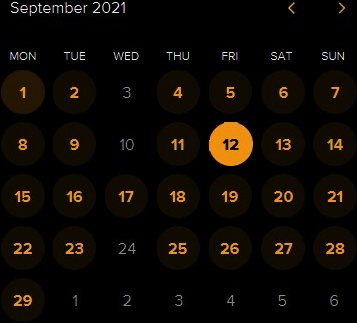 September 2021
MON TUE WED THU FRI SAT SUN
1 2 3 4 5 6 7
8 9 10 11 12 13 14
15 16 17 18 19 20 21
22 23 24 25 26 27 28
29 1 2 3 4 5 6